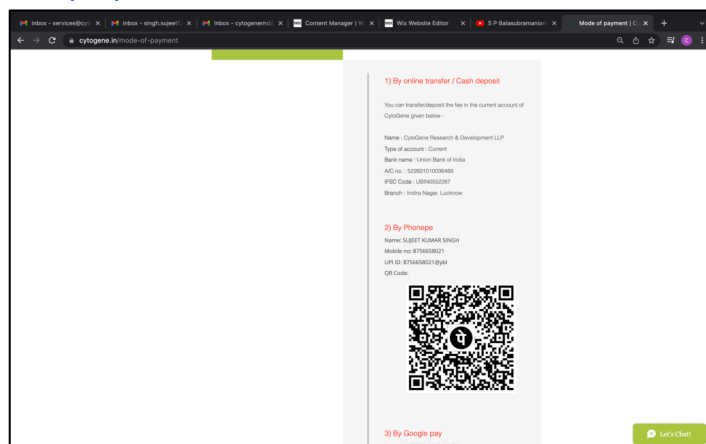 Inbox - services@cyt
Inbox - singh.sujeet
Inbox - cytogenernd
Content Manager | W
Wix Website Editor
S P Balasubramaniam
Mode of payment | C
cytogene.in/mode-of-payment
1) By online transfer / Cash deposit
You can transfer/deposit the fee in the current account of
CytoGene given below -
Name : CytoGene Research & Development LLP
Type of account : Current
Bank name : Union Bank of India
A/C no. : 522601010036489
IFSC Code : UBIN0552267
Branch : Indira Nagar, Lucknow
2) By Phonepe
Name: SUJEET KUMAR SINGH
Mobile no: 8756658021
UPI ID: 8756658021@ybl
QR Code:
पे
3) By Google pay
Let's Chat!